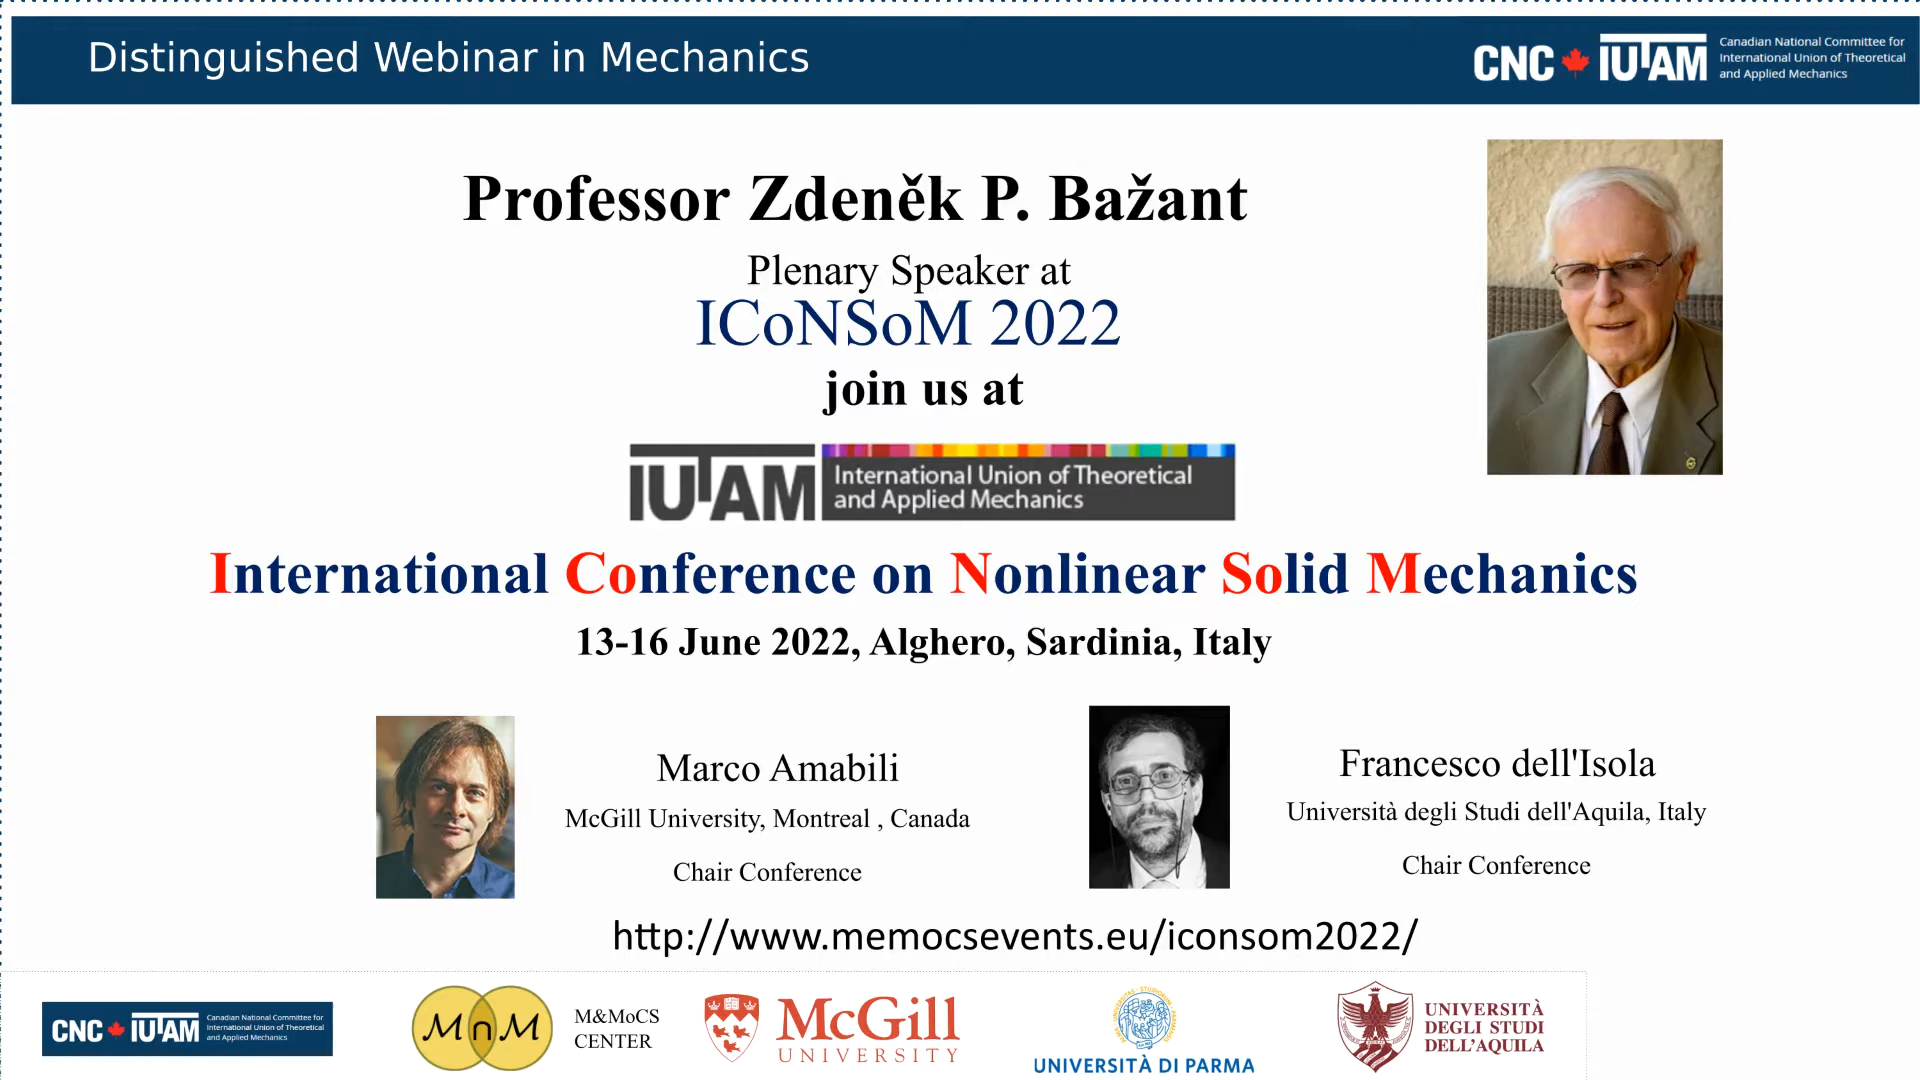 Distinguished Webinar in Mechanics
CNC IUTAM
Canadian National Committee for
International Union of Theoretical
and Applied Mechanics
Professor Zdeněk P. Bažant
Plenary Speaker at
ICoNSoM 2022
join us at
IUTAM
International Union of Theoretical
and Applied Mechanics
International Conference on Nonlinear Solid Mechanics
13-16 June 2022, Alghero, Sardinia, Italy
Marco Amabili
McGill University, Montreal , Canada
Chair Conference
Francesco dell'Isola
Università degli Studi dell'Aquila, Italy
Chair Conference
http://www.memocsevents.eu/iconsom2022/
CNC IUTAM
Canadian National Committee for
International Union of Theoretical
and Applied Mechanics
M∩M
M&MoCS
CENTER
McGill
UNIVERSITY
UNIVERSITÀ DI PARMA
UNIVERSITÀ
DEGLI STUDI
DELL'AQUILA